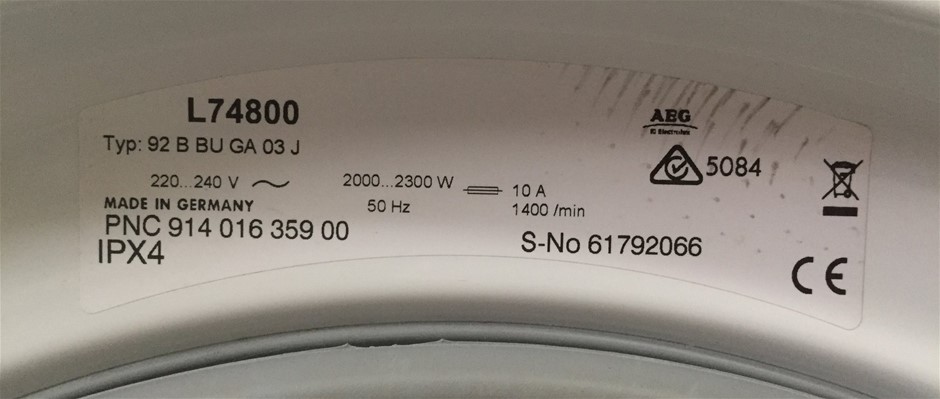 L74800
Typ: 92 B BU GA 03 J
220...240 V ~ 2000...2300 W 10 A
50 Hz 1400 /min
MADE IN GERMANY
PNC 914 016 359 00
IPX4
S-No 61792066
AEG
Electrolux
5084
CE